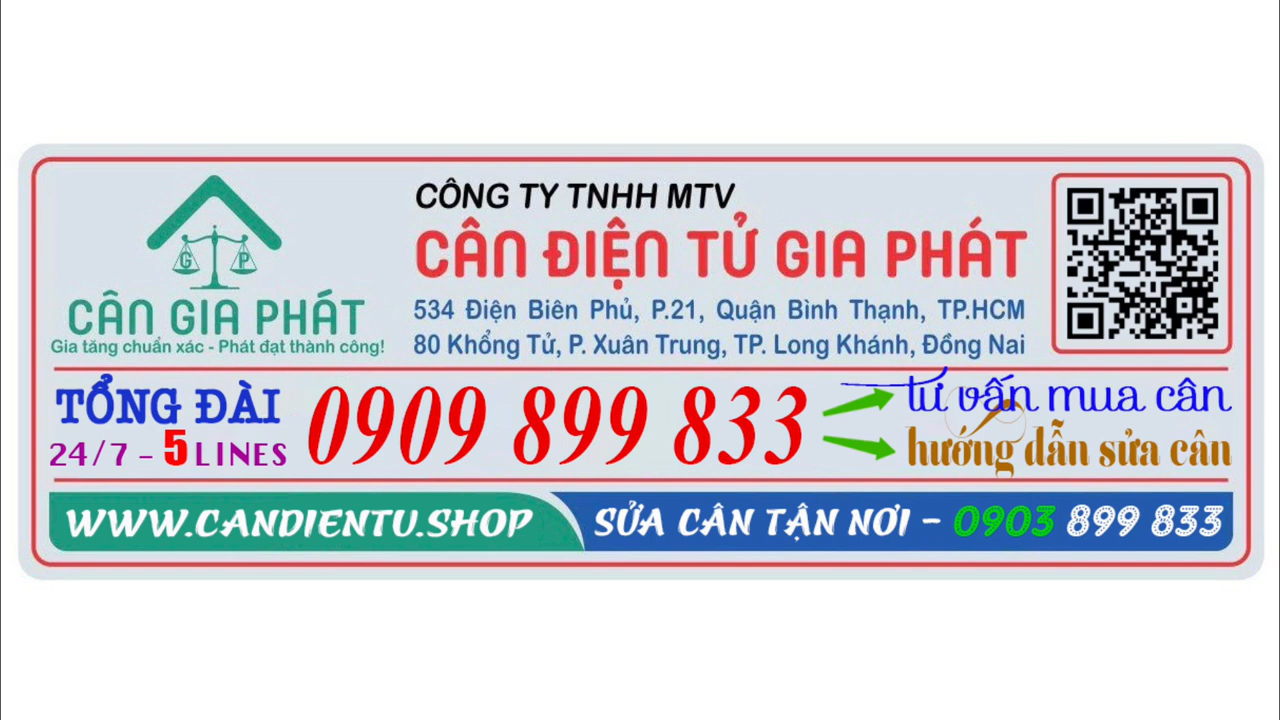 G P
CÂN GIA PHÁT
Gia tăng chuẩn xác - Phát đạt thành công!
CÔNG TY TNHH MTV
CÂN ĐIỆN TỬ GIA PHÁT
534 Điện Biên Phủ, P.21, Quận Bình Thạnh, TP.HCM
80 Khổng Tử, P. Xuân Trung, TP. Long Khánh, Đồng Nai
TỔNG ĐÀI
24/7 - 5 LINES
0909 899 833
tư vấn mua cân
hướng dẫn sửa cân
WWW.CANDIENTU.SHOP
SỬA CÂN TẬN NƠI - 0903 899 833